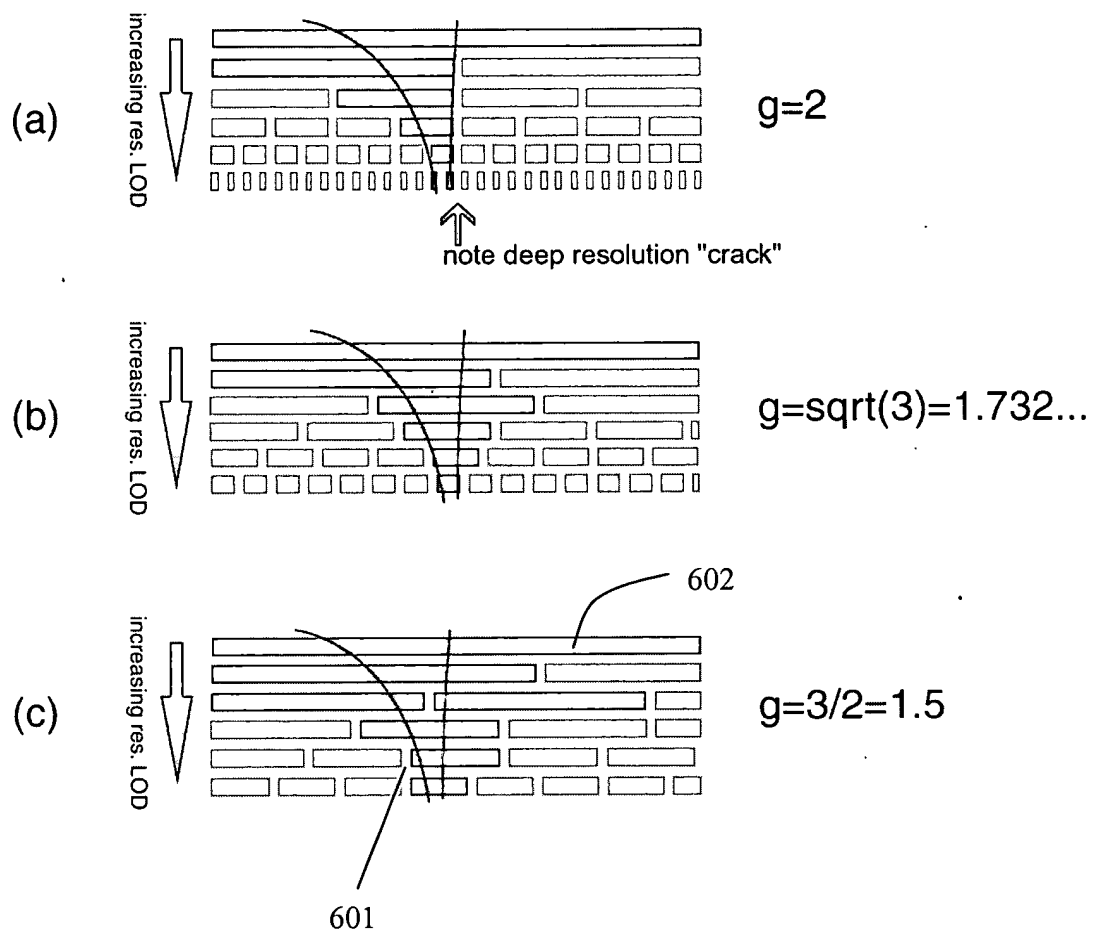 increasing res. LOD
(a)
g=2
note deep resolution "crack"
increasing res. LOD
(b)
g=sqrt(3)=1.732...
602
increasing res. LOD
(c)
g=3/2=1.5
601